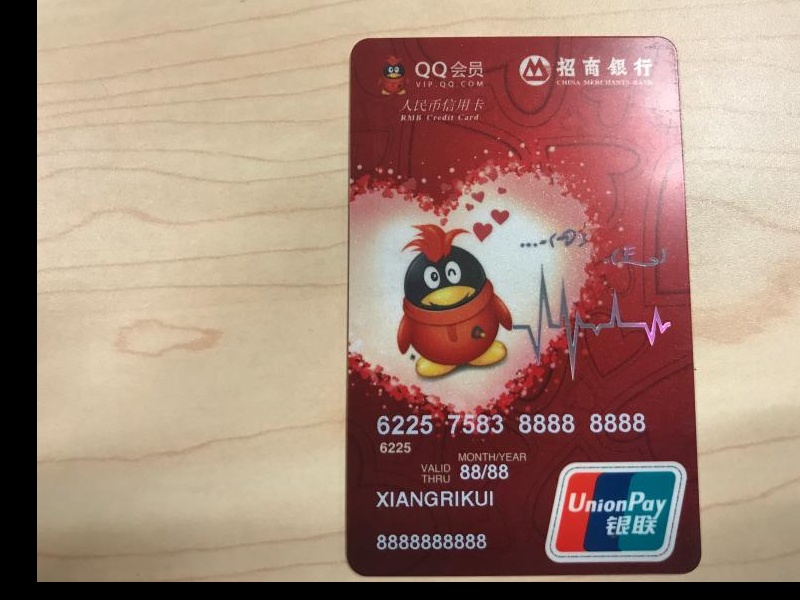 QQ会员
VIP.QQ.COM
招商银行
CHINA MERCHANTS BANK
人民币信用卡
RMB Credit Card
6225 7583 8888 8888
6225
MONTH/YEAR
VALID THRU 88/88
XIANGRIKUI
8888888888
UnionPay
银联